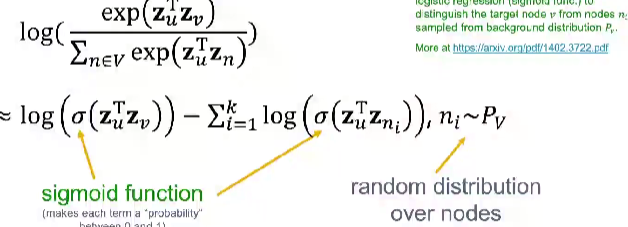 logistic regression (sigmoid func.) to
distinguish the target node v from nodes nᵢ
sampled from background distribution Pᵥ.
More at https://arxiv.org/pdf/1402.3722.pdf
log( exp(z_u^T z_v) / ∑_{n∈V} exp(z_u^T z_n) )
≈ log(σ(z_u^T z_v)) − ∑_{i=1}^k log(σ(z_u^T z_{n_i})), n_i~P_V
sigmoid function
(makes each term a "probability"
between 0 and 1)
random distribution
over nodes